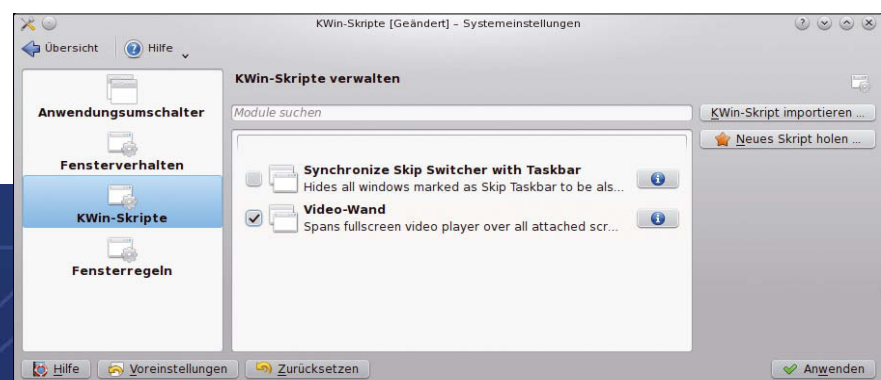 KWin-Skripte [Geändert] – Systemeinstellungen
Übersicht Hilfe
KWin-Skripte verwalten
Anwendungsumschalter
Module suchen
KWin-Skript importieren ...
Neues Skript holen ...
Fensterverhalten
Synchronize Skip Switcher with Taskbar
Hides all windows marked as Skip Taskbar to be als...
KWin-Skripte
Video-Wand
Spans fullscreen video player over all attached scr...
Fensterregeln
Hilfe Voreinstellungen Zurücksetzen Anwenden